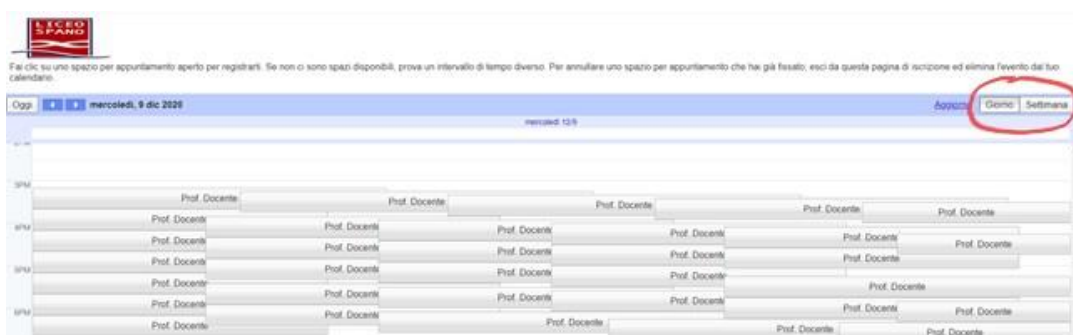 LICEO
SPANO
Fai clic su uno spazio per appuntamento aperto per registrarti. Se non ci sono spazi disponibili, prova un intervallo di tempo diverso. Per annullare uno spazio per appuntamento che hai già fissato, esci da questa pagina di iscrizione ed elimina l'evento dal tuo
calendario.
Oggi mercoledì, 9 dic 2020 Aggiorna Giorno Settimana
mercoledì 12/9
3PM
Prof. Docente Prof. Docente Prof. Docente Prof. Docente Prof. Docente
4PM
Prof. Docente Prof. Docente Prof. Docente Prof. Docente Prof. Docente Prof. Docente
Prof. Docente Prof. Docente Prof. Docente Prof. Docente Prof. Docente
5PM
Prof. Docente Prof. Docente Prof. Docente Prof. Docente
Prof. Docente Prof. Docente Prof. Docente Prof. Docente Prof. Docente
6PM
Prof. Docente Prof. Docente Prof. Docente Prof. Docente Prof. Docente
Prof. Docente Prof. Docente Prof. Docente Prof. Docente